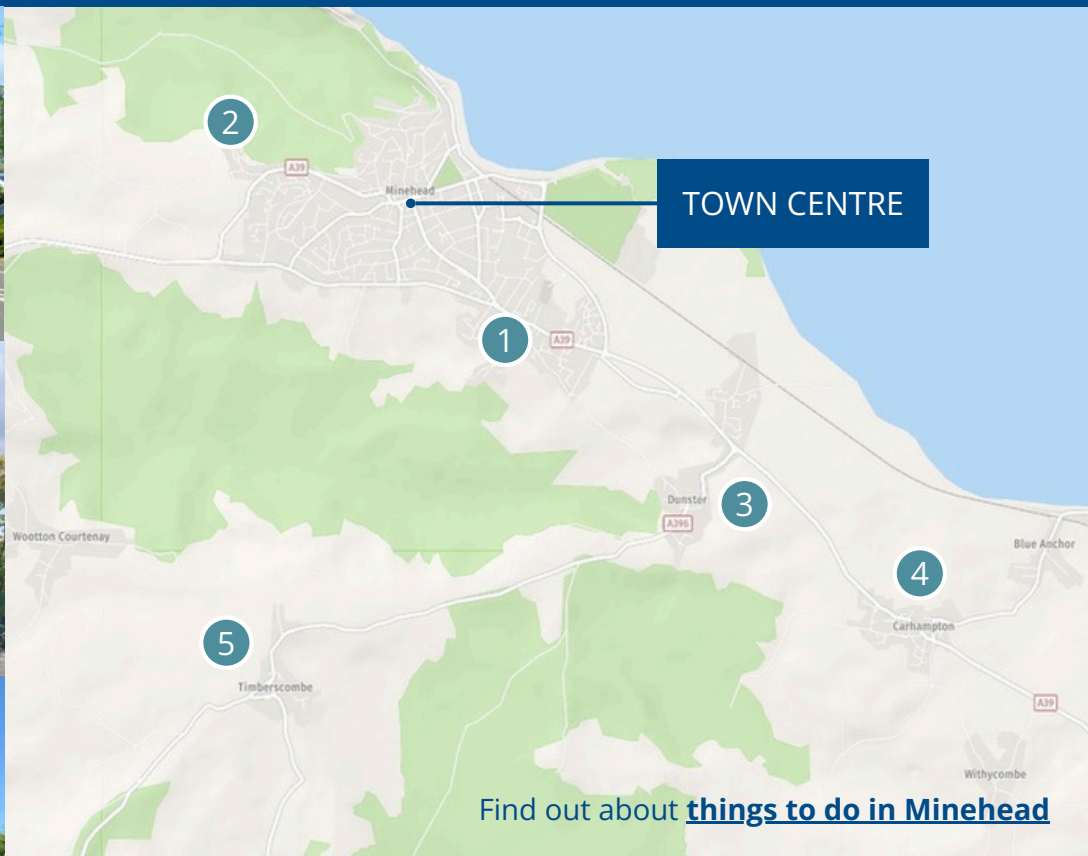 2
A39
Minehead
TOWN CENTRE
1
A39
Dunster
3
A396
Wootton Courtenay
Blue Anchor
4
Carhampton
5
Timberscombe
A39
Withycombe
Find out about things to do in Minehead